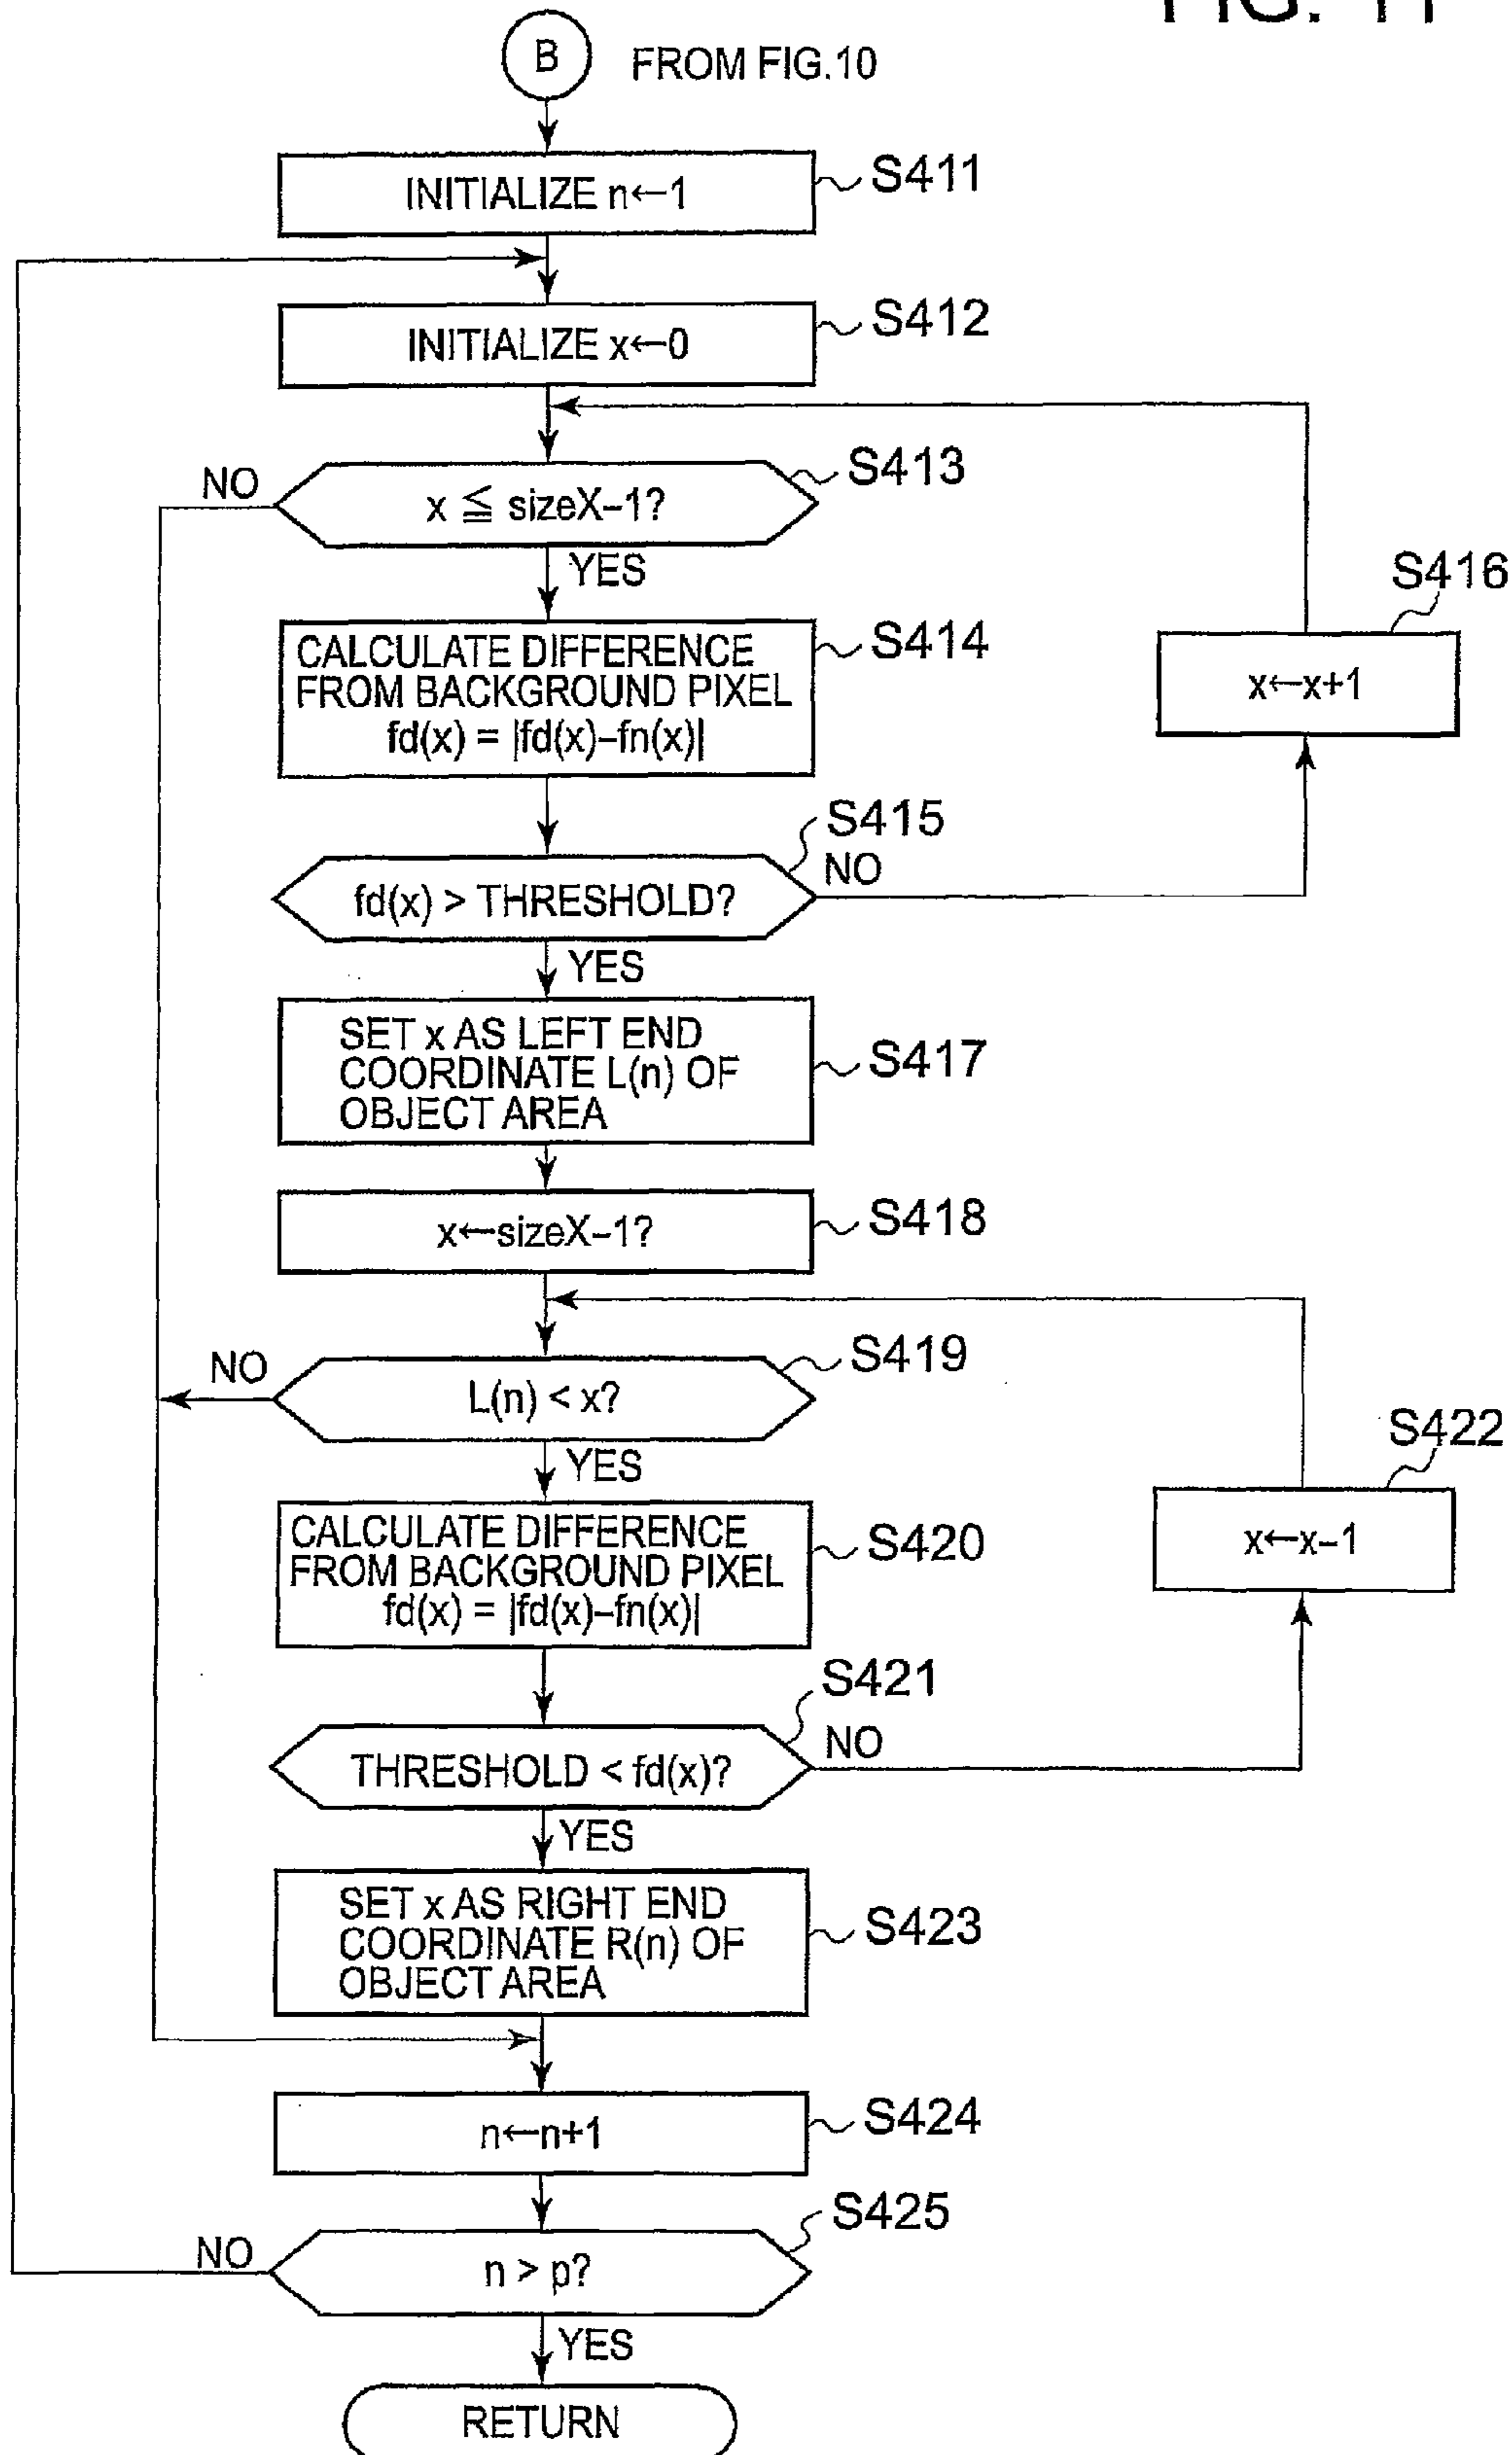 FIG. 11
B
FROM FIG.10
INITIALIZE n←1
S411
INITIALIZE x←0
S412
NO
x ≦ sizeX–1?
S413
YES
CALCULATE DIFFERENCE
FROM BACKGROUND PIXEL
fd(x) = |fd(x)–fn(x)|
S414
S416
x←x+1
S415
fd(x) > THRESHOLD?
NO
YES
SET x AS LEFT END
COORDINATE L(n) OF
OBJECT AREA
S417
x←sizeX–1?
S418
NO
L(n) < x?
S419
YES
CALCULATE DIFFERENCE
FROM BACKGROUND PIXEL
fd(x) = |fd(x)–fn(x)|
S420
S422
x←x–1
S421
THRESHOLD < fd(x)?
NO
YES
SET x AS RIGHT END
COORDINATE R(n) OF
OBJECT AREA
S423
n←n+1
S424
S425
NO
n > p?
YES
RETURN